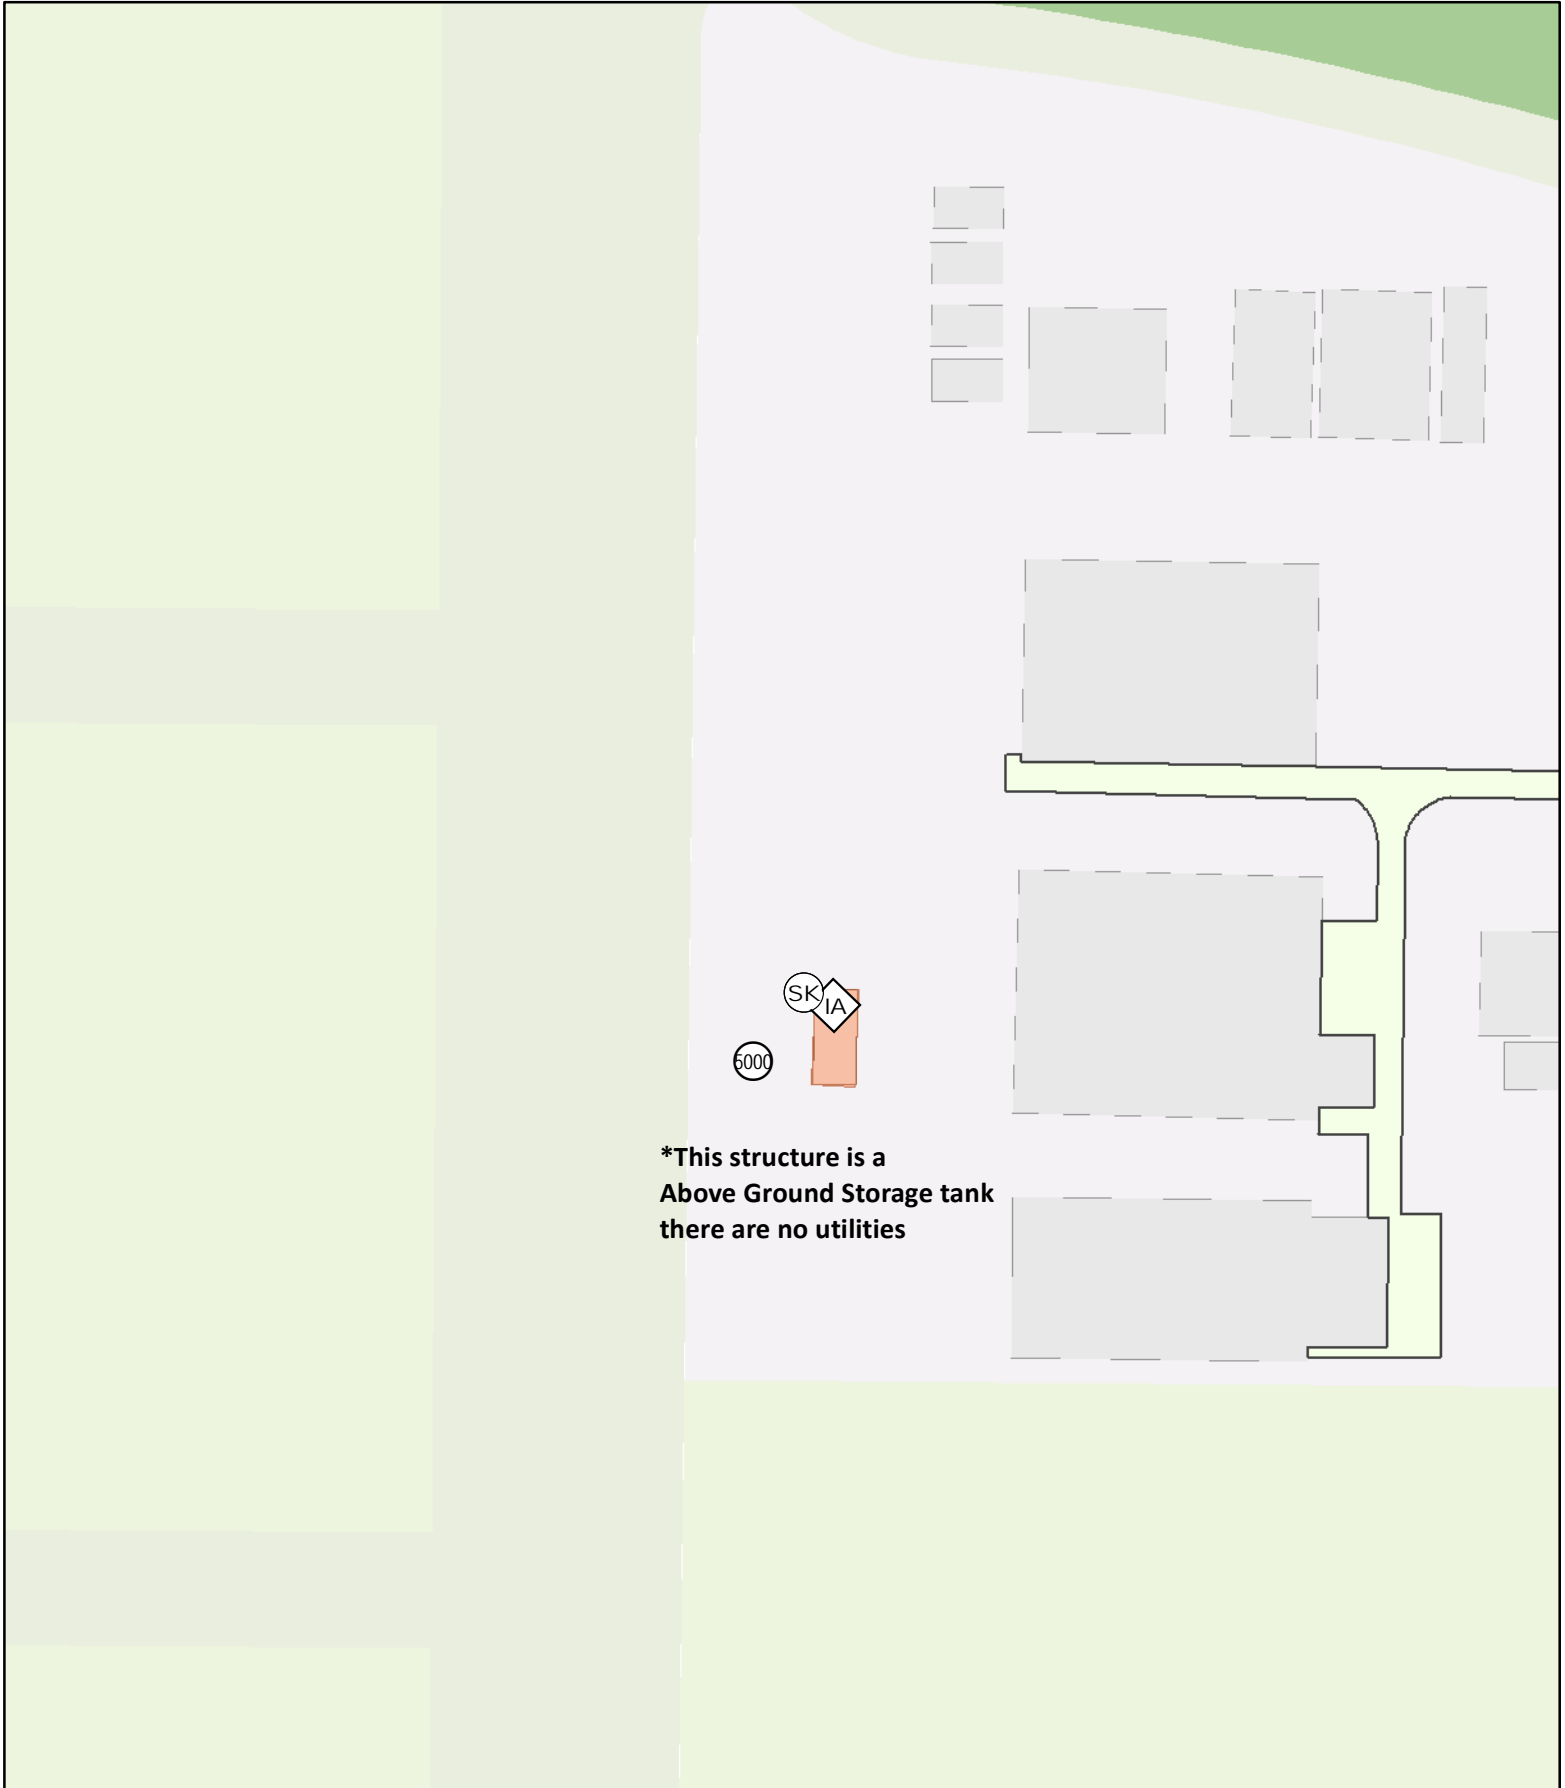 SK
IA
5000
*This structure is a
Above Ground Storage tank
there are no utilities